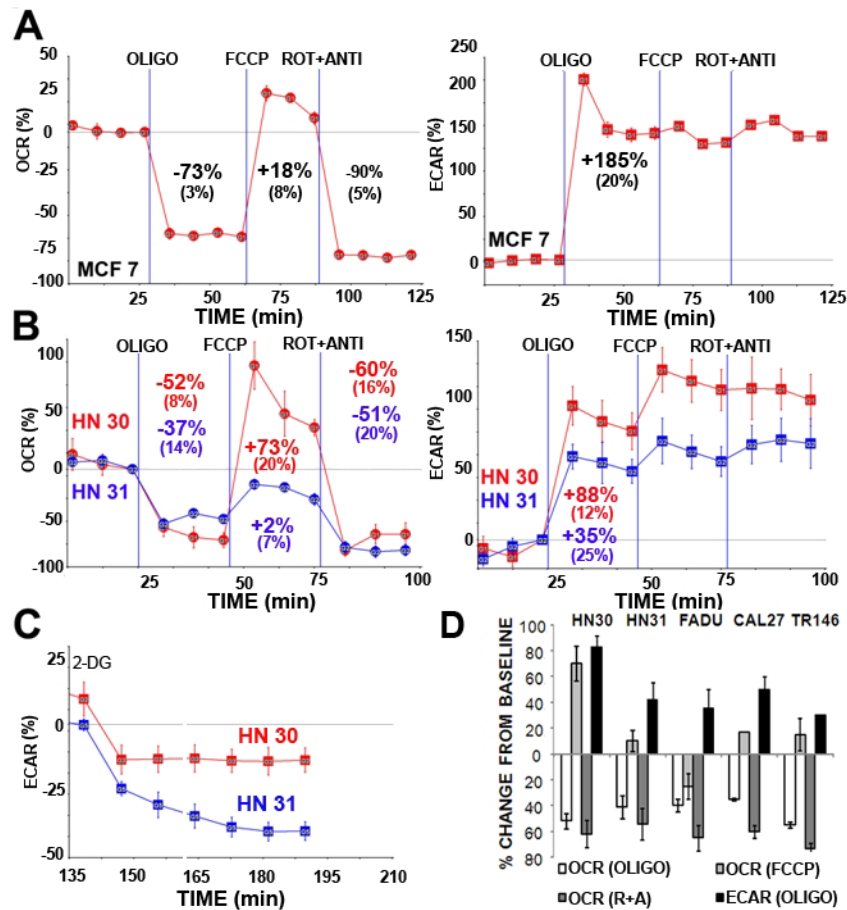 A
50
25
0
-25
-50
-75
-100
OCR (%)
OLIGO
FCCP
ROT+ANTI
-73%
(3%)
+18%
(8%)
-90%
(5%)
MCF 7
25
50
75
100
125
TIME (min)
250
200
150
100
50
0
ECAR (%)
OLIGO
FCCP
ROT+ANTI
+185%
(20%)
MCF 7
25
50
75
100
125
TIME (min)
B
100
50
0
-50
-100
OCR (%)
OLIGO
FCCP
ROT+ANTI
-52%
(8%)
-37%
(14%)
+73%
(20%)
+2%
(7%)
-60%
(16%)
-51%
(20%)
HN 30
HN 31
25
50
75
100
TIME (min)
150
100
50
0
ECAR (%)
OLIGO
FCCP
ROT+ANTI
HN 30
HN 31
+88%
(12%)
+35%
(25%)
25
50
75
100
TIME (min)
C
25
0
-25
-50
ECAR (%)
2-DG
HN 30
HN 31
135
150
165
180
195
210
TIME (min)
D
HN30 HN31 FADU CAL27 TR146
% CHANGE FROM BASELINE
80
60
40
20
0
20
40
60
80
OCR (OLIGO)
OCR (FCCP)
OCR (R+A)
ECAR (OLIGO)